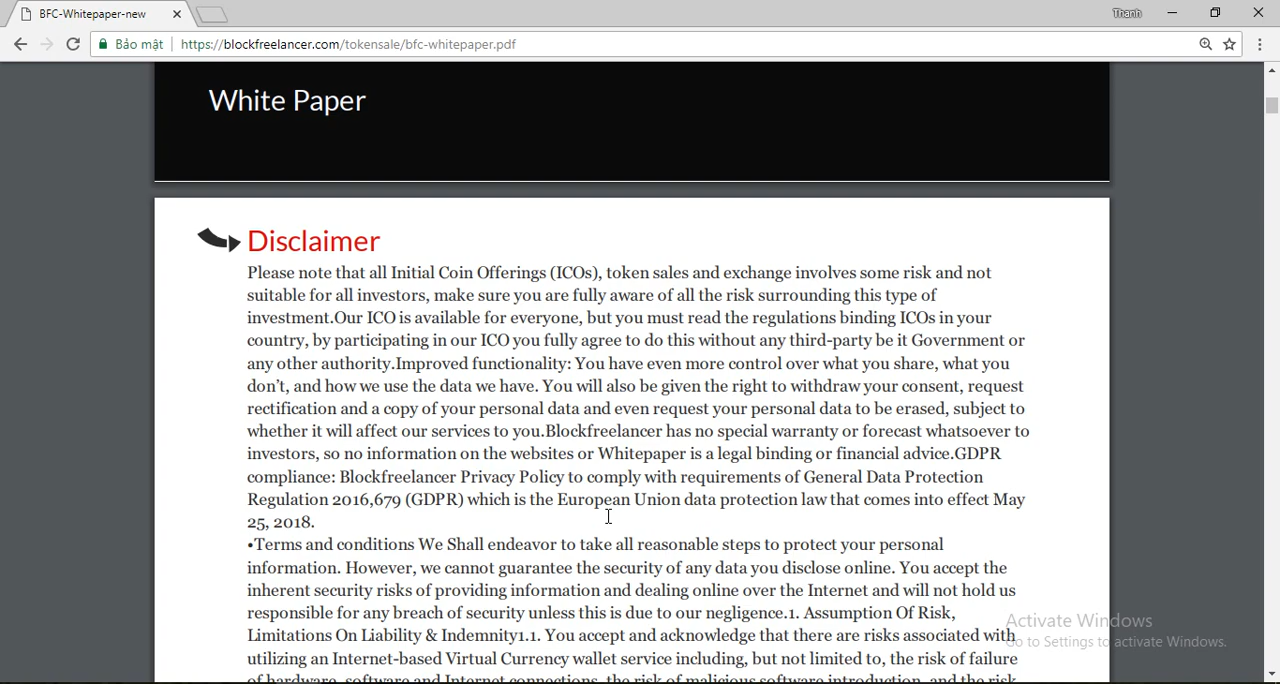 BFC-Whitepaper-new
Thanh
Bảo mật
https://blockfreelancer.com/tokensale/bfc-whitepaper.pdf
White Paper
Disclaimer
Please note that all Initial Coin Offerings (ICOs), token sales and exchange involves some risk and not
suitable for all investors, make sure you are fully aware of all the risk surrounding this type of
investment.Our ICO is available for everyone, but you must read the regulations binding ICOs in your
country, by participating in our ICO you fully agree to do this without any third-party be it Government or
any other authority.Improved functionality: You have even more control over what you share, what you
don’t, and how we use the data we have. You will also be given the right to withdraw your consent, request
rectification and a copy of your personal data and even request your personal data to be erased, subject to
whether it will affect our services to you.Blockfreelancer has no special warranty or forecast whatsoever to
investors, so no information on the websites or Whitepaper is a legal binding or financial advice.GDPR
compliance: Blockfreelancer Privacy Policy to comply with requirements of General Data Protection
Regulation 2016,679 (GDPR) which is the European Union data protection law that comes into effect May
25, 2018.
•Terms and conditions We Shall endeavor to take all reasonable steps to protect your personal
information. However, we cannot guarantee the security of any data you disclose online. You accept the
inherent security risks of providing information and dealing online over the Internet and will not hold us
responsible for any breach of security unless this is due to our negligence.1. Assumption Of Risk,
Limitations On Liability & Indemnity1.1. You accept and acknowledge that there are risks associated with
utilizing an Internet-based Virtual Currency wallet service including, but not limited to, the risk of failure
of hardware, software and Internet connections, the risk of malicious software introduction, and the risk
Activate Windows
Go to Settings to activate Windows.